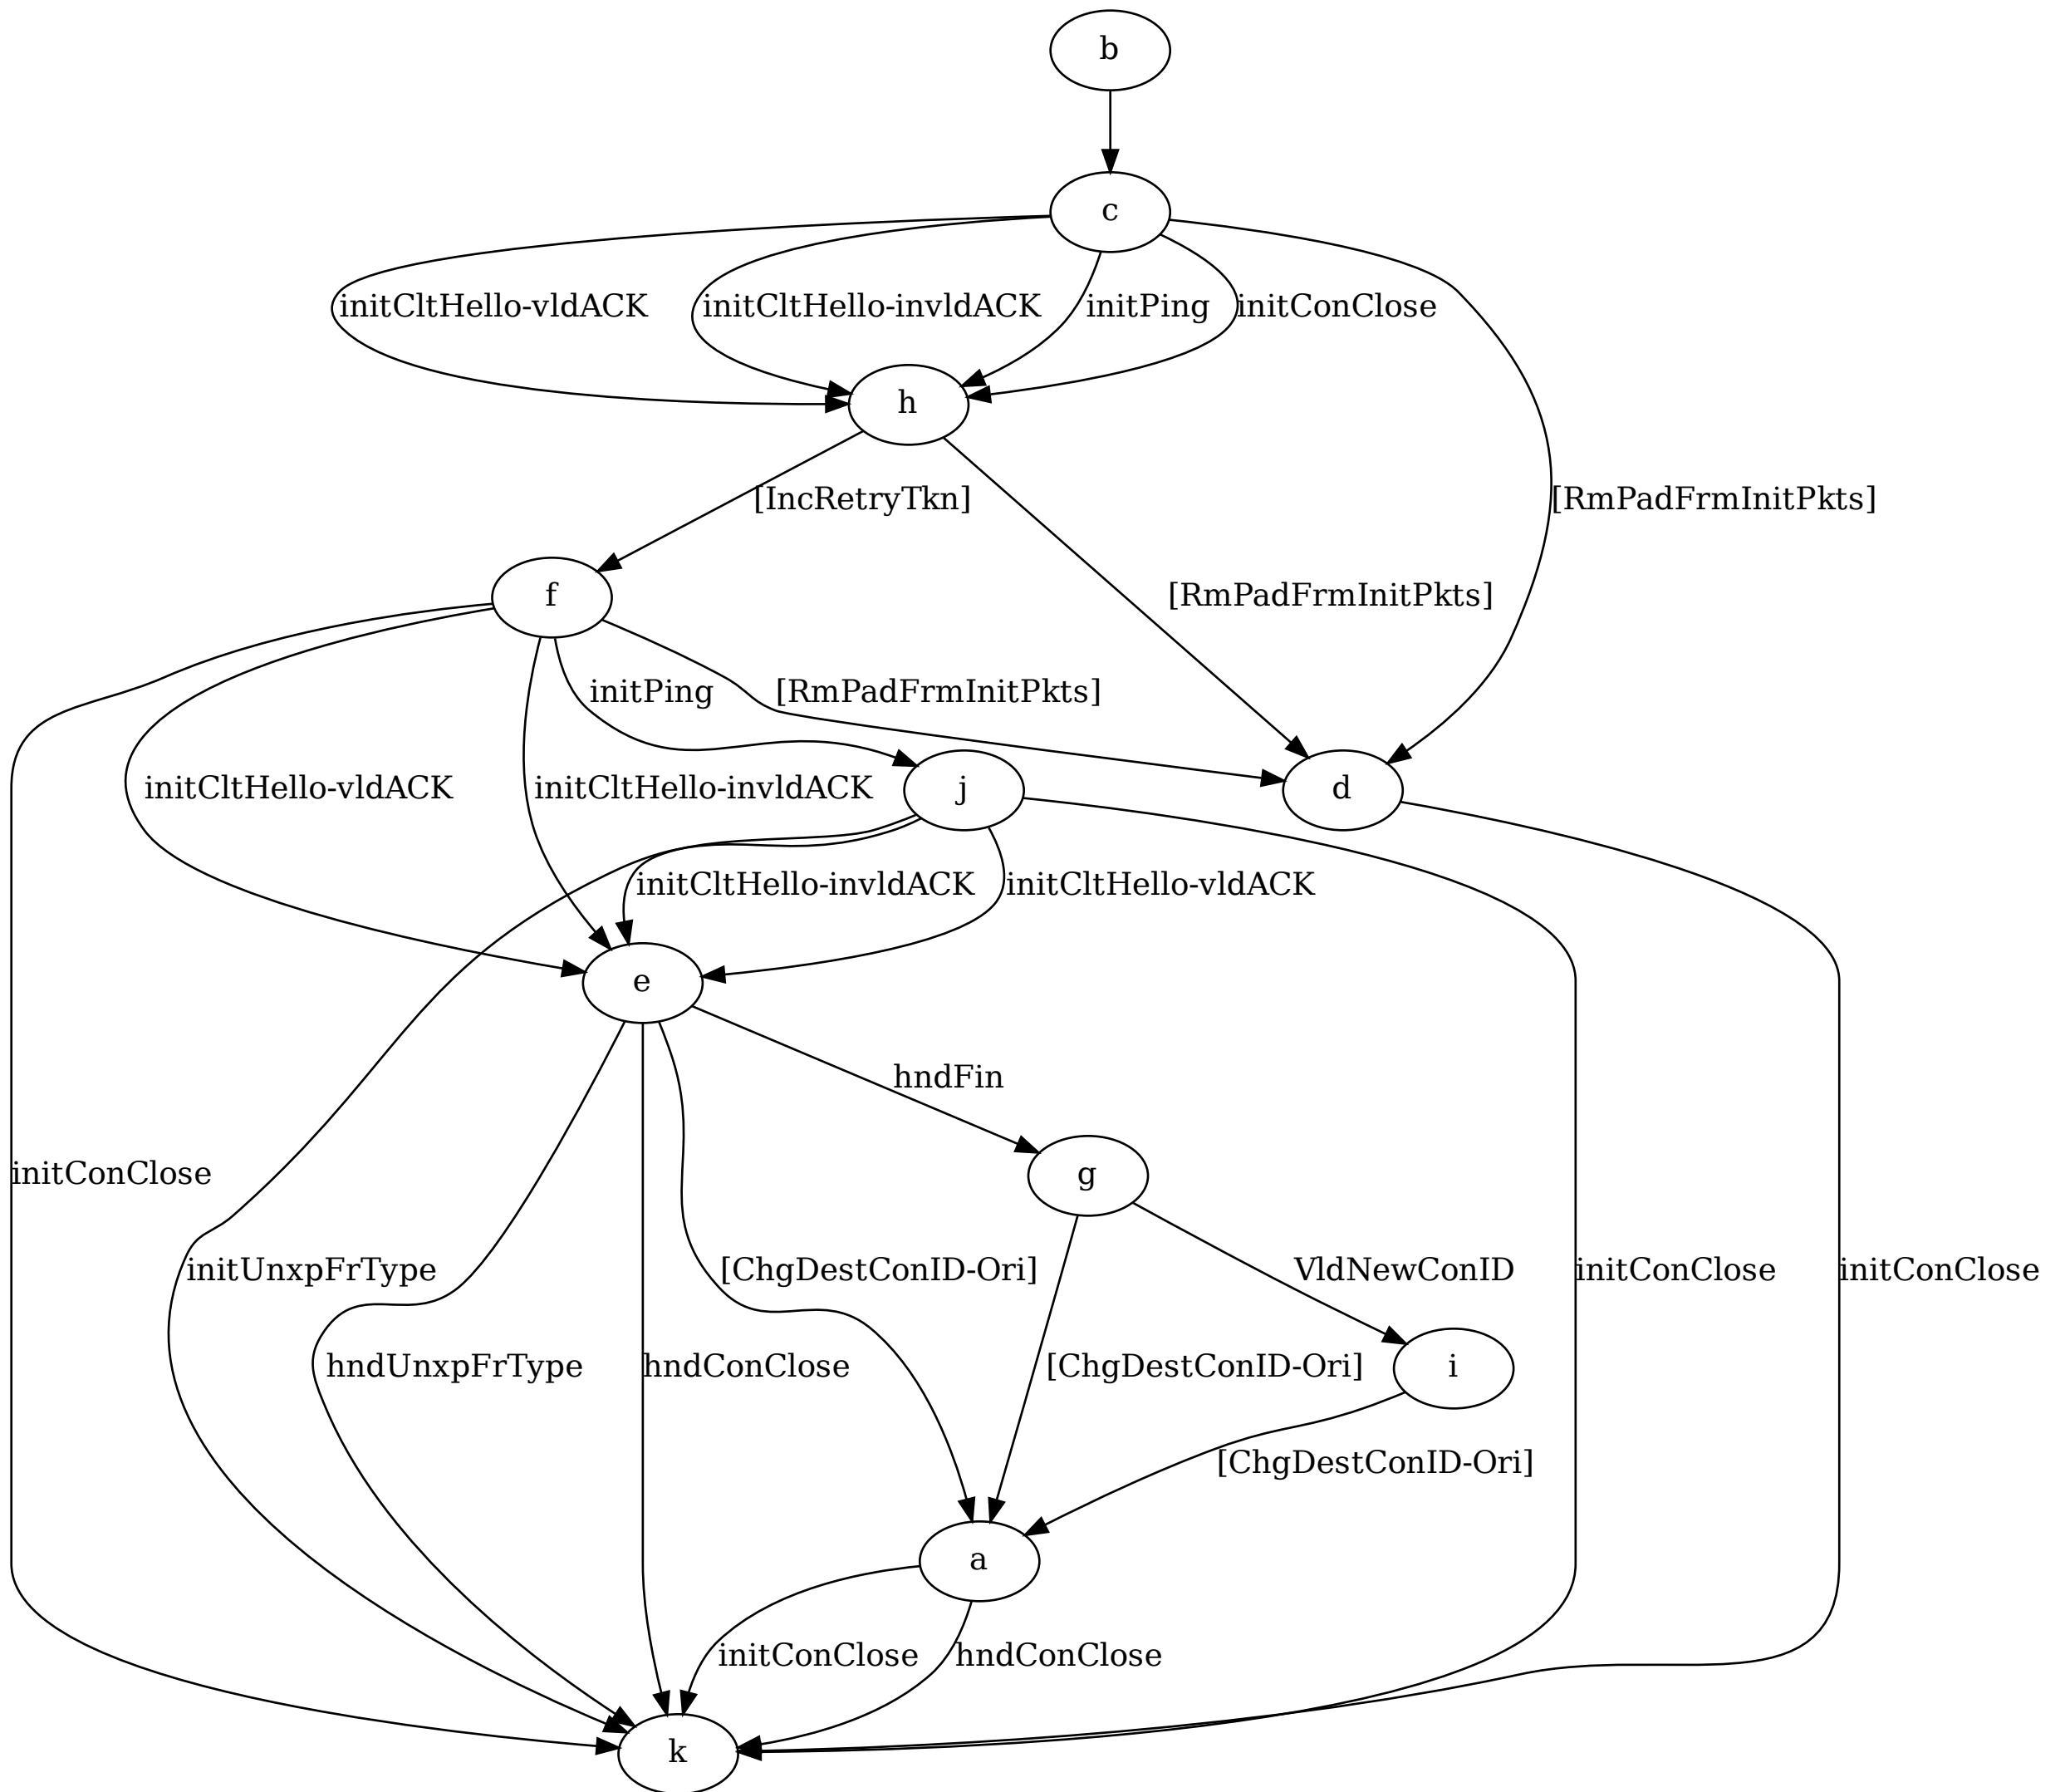 b
c
initCltHello-vldACK
initCltHello-invldACK
initPing
initConClose
h
[IncRetryTkn]
[RmPadFrmInitPkts]
f
[RmPadFrmInitPkts]
initPing
[RmPadFrmInitPkts]
initCltHello-vldACK
initCltHello-invldACK
j
d
initCltHello-invldACK
initCltHello-vldACK
e
hndFin
initConClose
g
initUnxpFrType
[ChgDestConID-Ori]
VldNewConID
initConClose
initConClose
hndUnxpFrType
hndConClose
[ChgDestConID-Ori]
i
[ChgDestConID-Ori]
a
initConClose
hndConClose
k